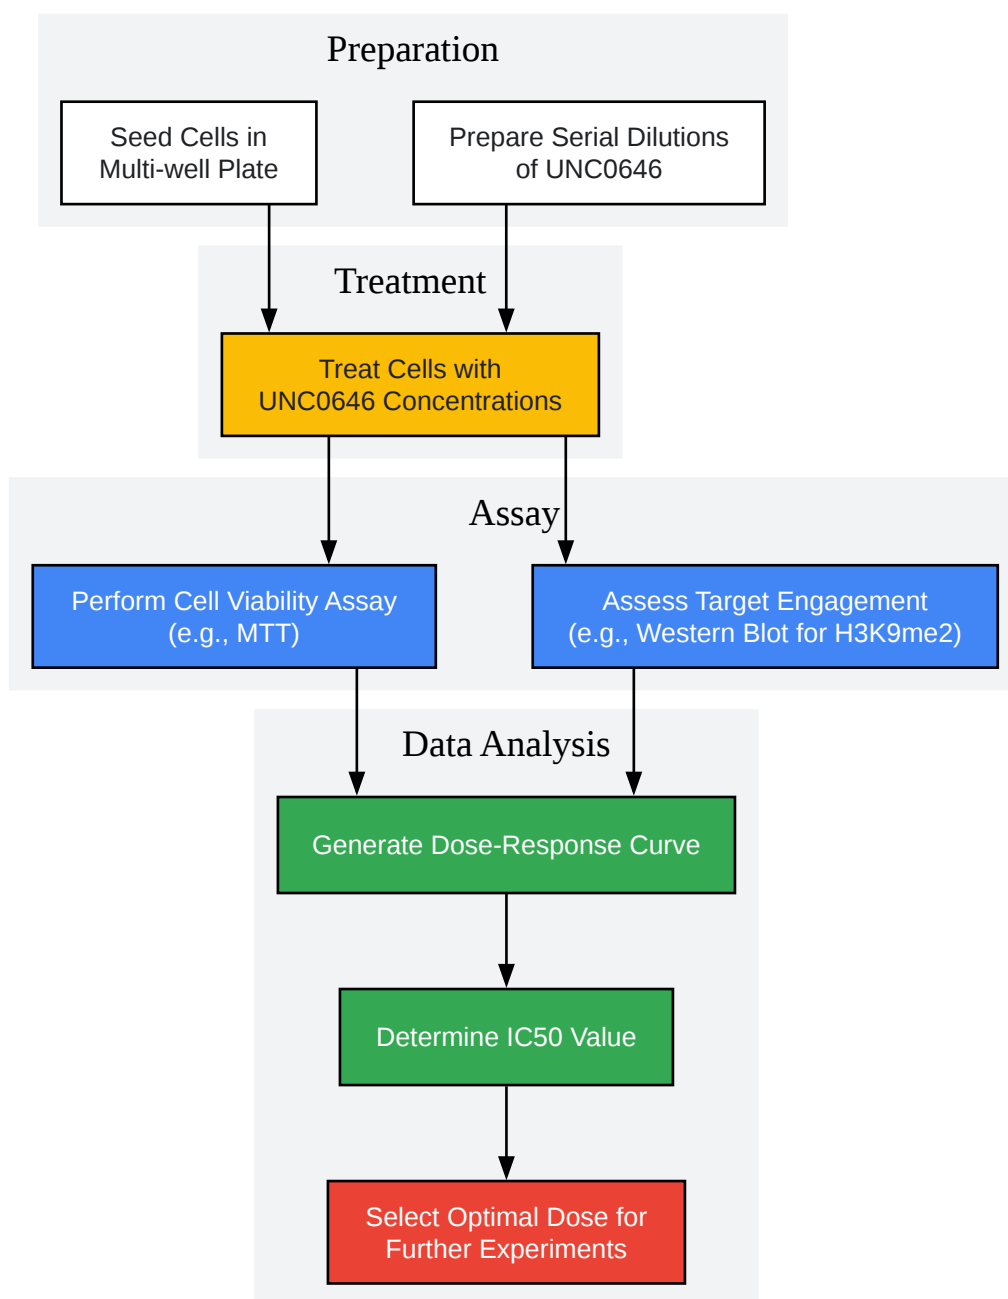 Preparation
Seed Cells in
Multi-well Plate
Prepare Serial Dilutions
of UNC0646
Treatment
Treat Cells with
UNC0646 Concentrations
Assay
Perform Cell Viability Assay
(e.g., MTT)
Assess Target Engagement
(e.g., Western Blot for H3K9me2)
Data Analysis
Generate Dose-Response Curve
Determine IC50 Value
Select Optimal Dose for
Further Experiments